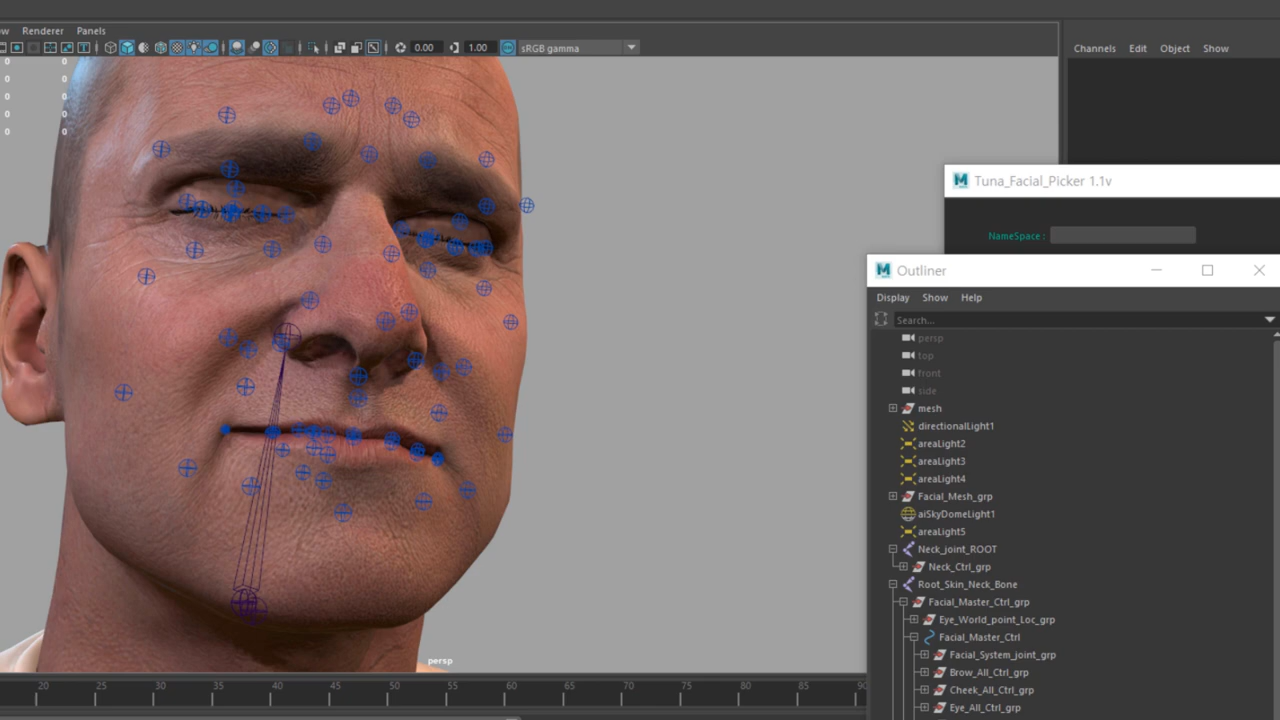 ow Renderer Panels
0.00 1.00 sRGB gamma
0 0
0 0
0 0
0 0
0 0
Channels Edit Object Show
Tuna_Facial_Picker 1.1v
NameSpace :
Outliner
Display Show Help
Search...
persp
top
front
side
mesh
directionalLight1
areaLight2
areaLight3
areaLight4
Facial_Mesh_grp
aiSkyDomeLight1
areaLight5
Neck_joint_ROOT
Neck_Ctrl_grp
Root_Skin_Neck_Bone
Facial_Master_Ctrl_grp
Eye_World_point_Loc_grp
Facial_Master_Ctrl
Facial_System_joint_grp
Brow_All_Ctrl_grp
Cheek_All_Ctrl_grp
Eye_All_Ctrl_grp
persp
20 25 30 35 40 45 50 55 60 65 70 75 80 85 90